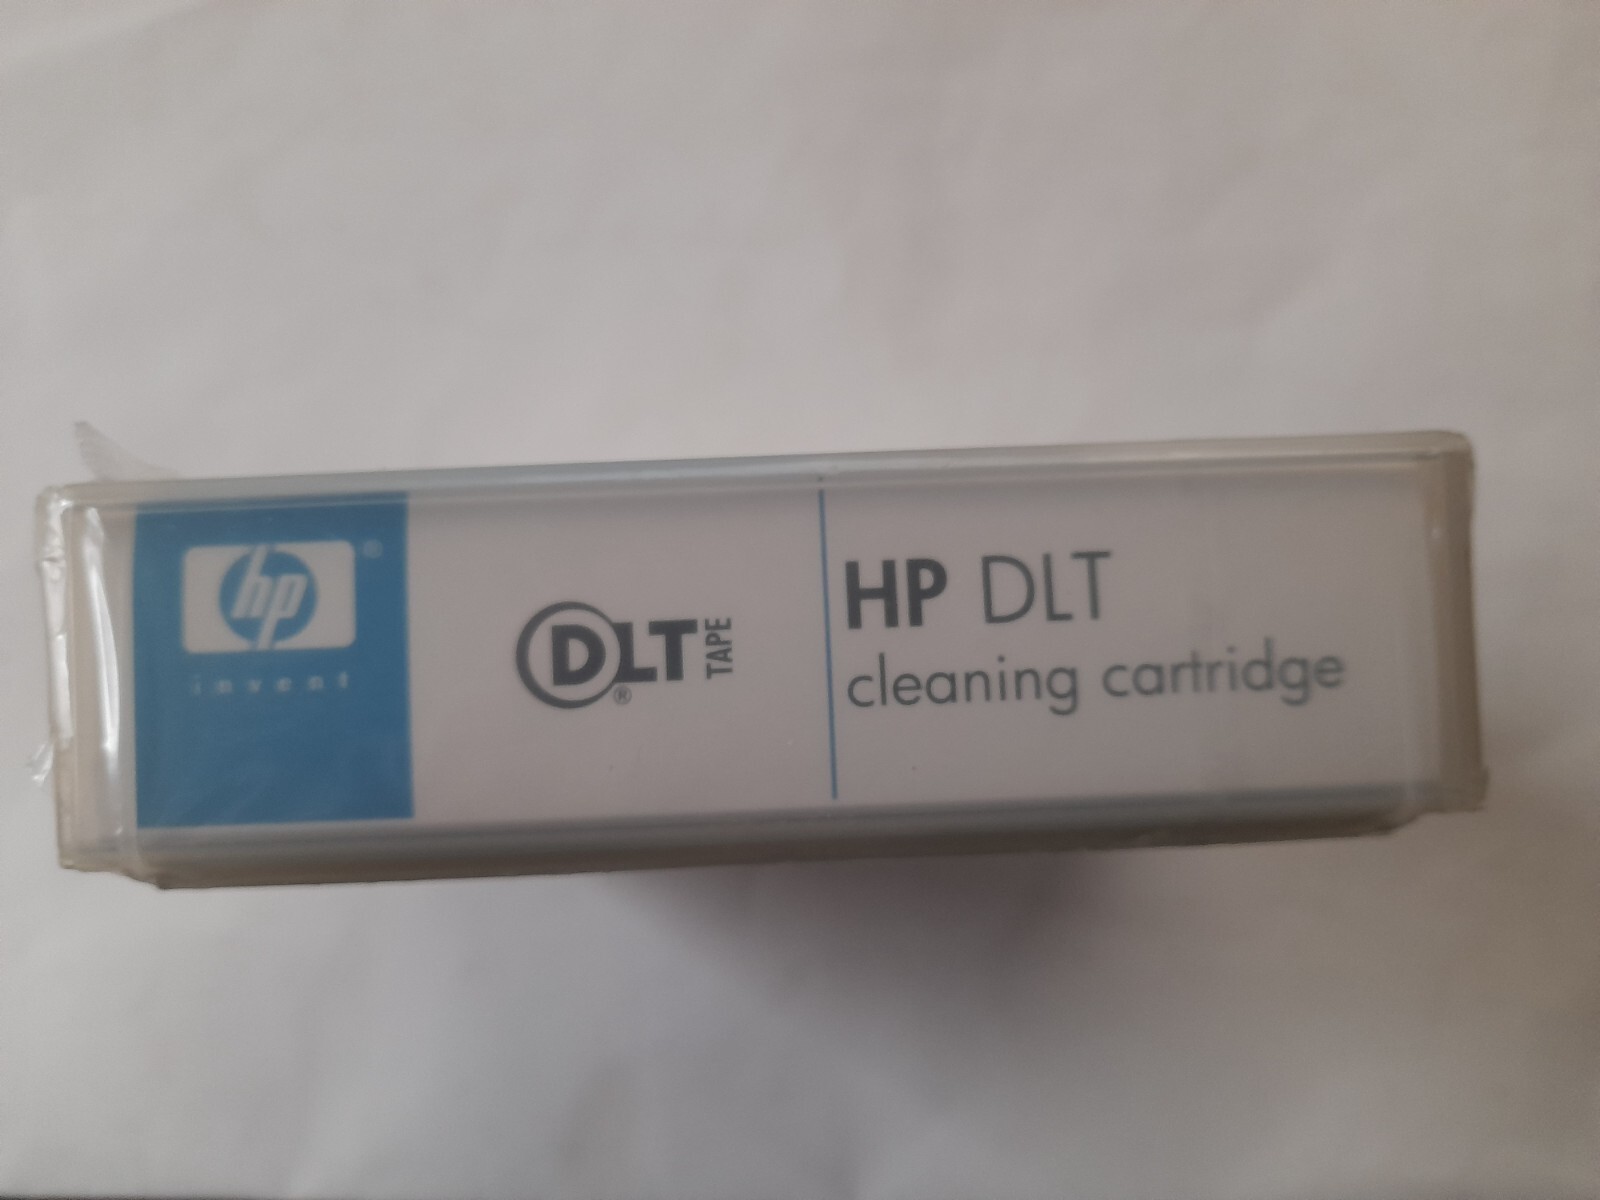 hp®
invent
DLT®
TAPE
HP DLT
cleaning cartridge